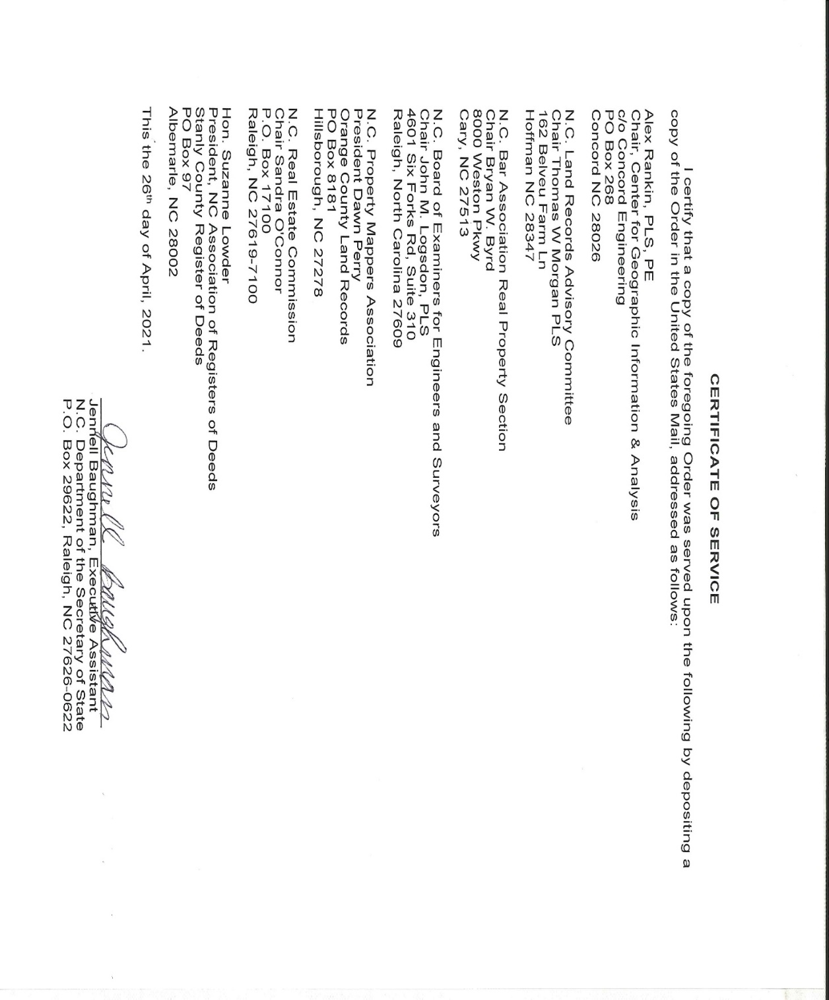 CERTIFICATE OF SERVICE
I certify that a copy of the foregoing Order was served upon the following by depositing a
copy of the Order in the United States Mail, addressed as follows:
Alex Rankin, PLS, PE
Chair, Center for Geographic Information & Analysis
c/o Concord Engineering
PO Box 268
Concord NC 28026
N.C. Land Records Advisory Committee
Chair Thomas W Morgan PLS
162 Belveu Farm Ln
Hoffman NC 28347
N.C. Bar Association Real Property Section
Chair Bryan W. Byrd
8000 Weston Pkwy
Cary, NC 27513
N.C. Board of Examiners for Engineers and Surveyors
Chair John M. Logsdon, PLS
4601 Six Forks Rd, Suite 310
Raleigh, North Carolina 27609
N.C. Property Mappers Association
President Dawn Perry
Orange County Land Records
PO Box 8181
Hillsborough, NC 27278
N.C. Real Estate Commission
Chair Sandra O'Connor
P.O. Box 17100
Raleigh, NC 27619-7100
Hon. Suzanne Lowder
President, NC Association of Registers of Deeds
Stanly County Register of Deeds
PO Box 97
Albemarle, NC 28002
This the 26th day of April, 2021.
Jennell Baughman
Jennell Baughman, Executive Assistant
N.C. Department of the Secretary of State
P.O. Box 29622, Raleigh, NC 27626-0622